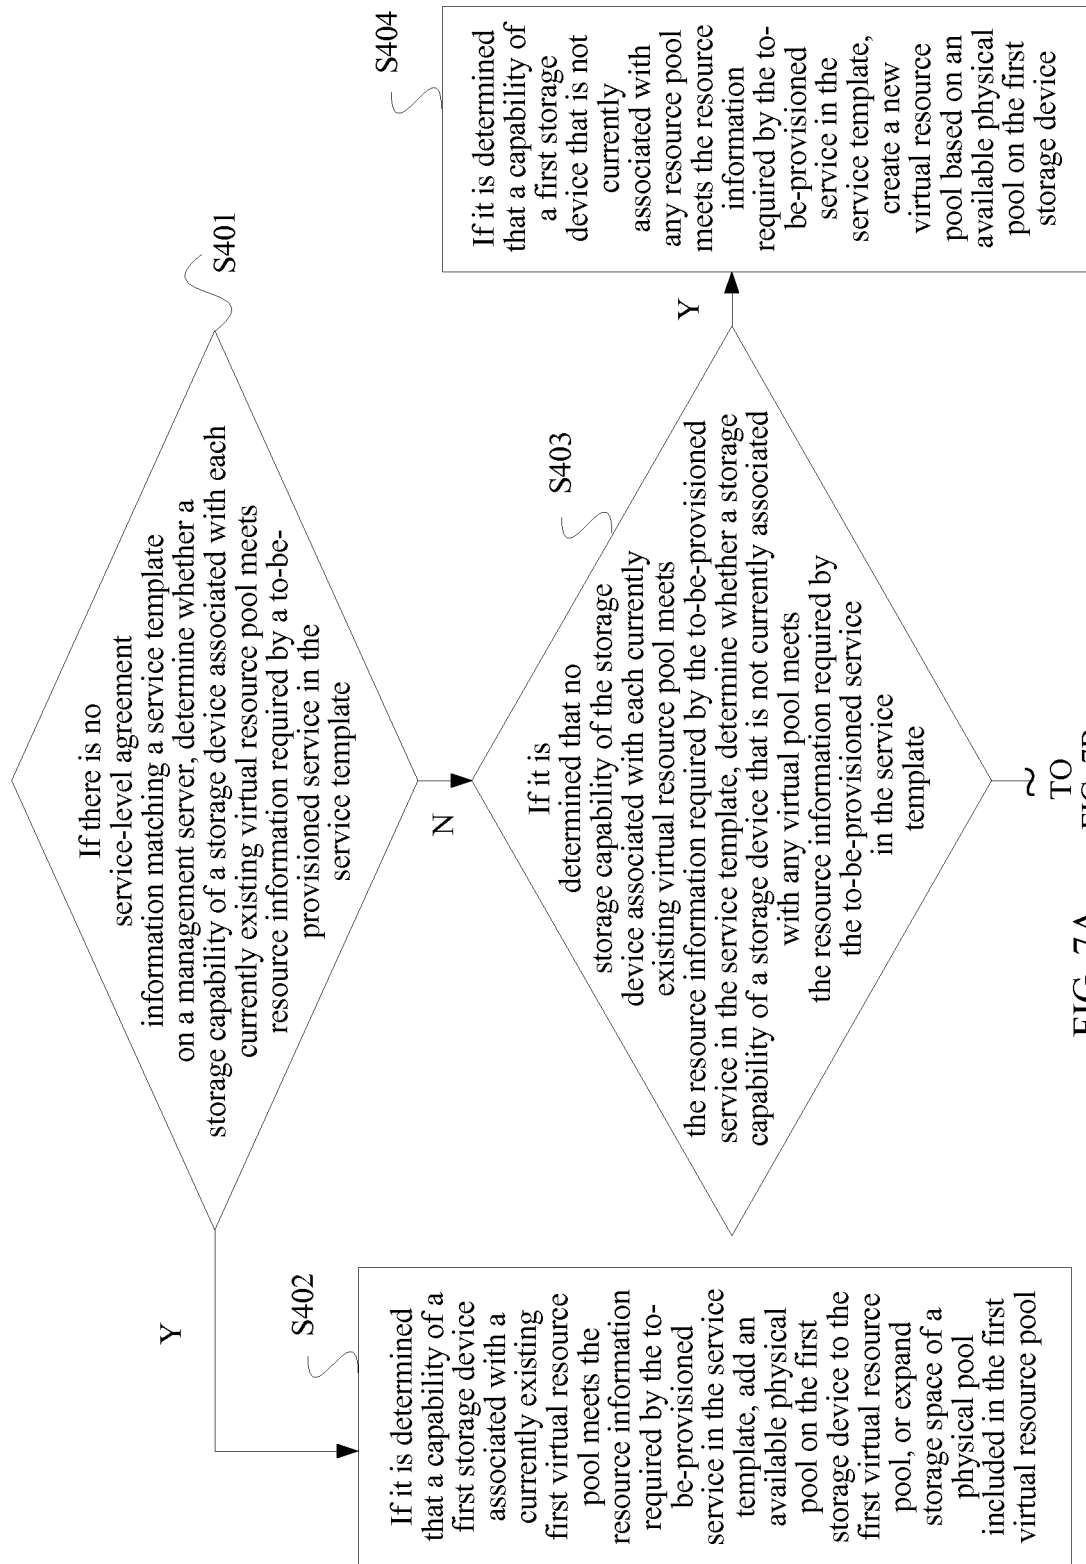 If there is no
service-level agreement
information matching a service template
on a management server, determine whether a
storage capability of a storage device associated with each
currently existing virtual resource pool meets
resource information required by a to-be-
provisioned service in the
service template
S401
Y
N
S402
If it is determined
that a capability of a
first storage device
associated with a
currently existing
first virtual resource
pool meets the
resource information
required by the to-
be-provisioned
service in the service
template, add an
available physical
pool on the first
storage device to the
first virtual resource
pool, or expand
storage space of a
physical pool
included in the first
virtual resource pool
S403
If it is
determined that no
storage capability of the storage
device associated with each currently
existing virtual resource pool meets
the resource information required by the to-be-provisioned
service in the service template, determine whether a storage
capability of a storage device that is not currently associated
with any virtual pool meets
the resource information required by
the to-be-provisioned service
in the service
template
Y
S404
If it is determined
that a capability of
a first storage
device that is not
currently
associated with
any resource pool
meets the resource
information
required by the to-
be-provisioned
service in the
service template,
create a new
virtual resource
pool based on an
available physical
pool on the first
storage device
TO
FIG. 7A